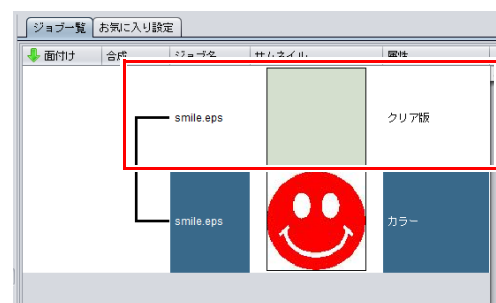 ジョブ一覧 お気に入り設定
面付け 合成 ジョブ名 サムネイル 属性
smile.eps クリア版
smile.eps カラー